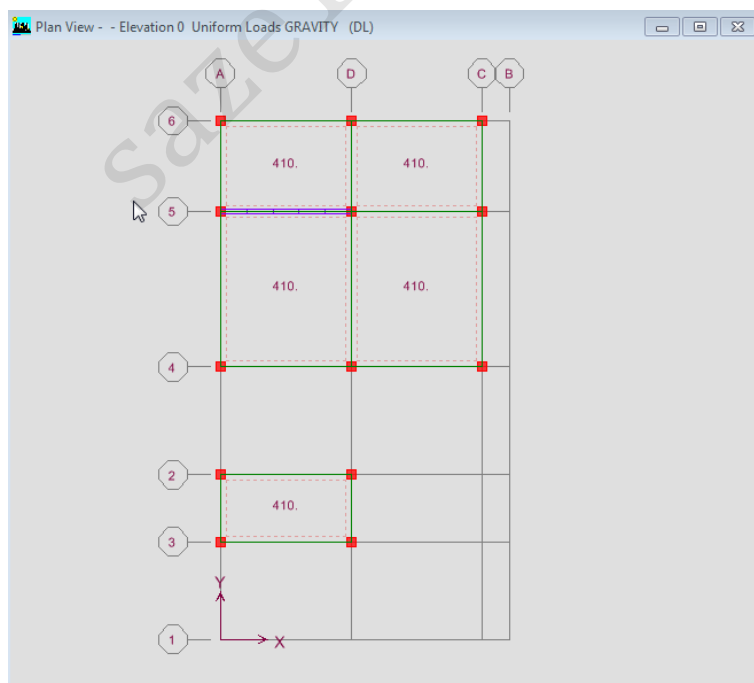 Plan View - - Elevation 0 Uniform Loads GRAVITY (DL)
A D C B
6
410. 410.
5
410. 410.
4
2
410.
3
Y
X
1
saze